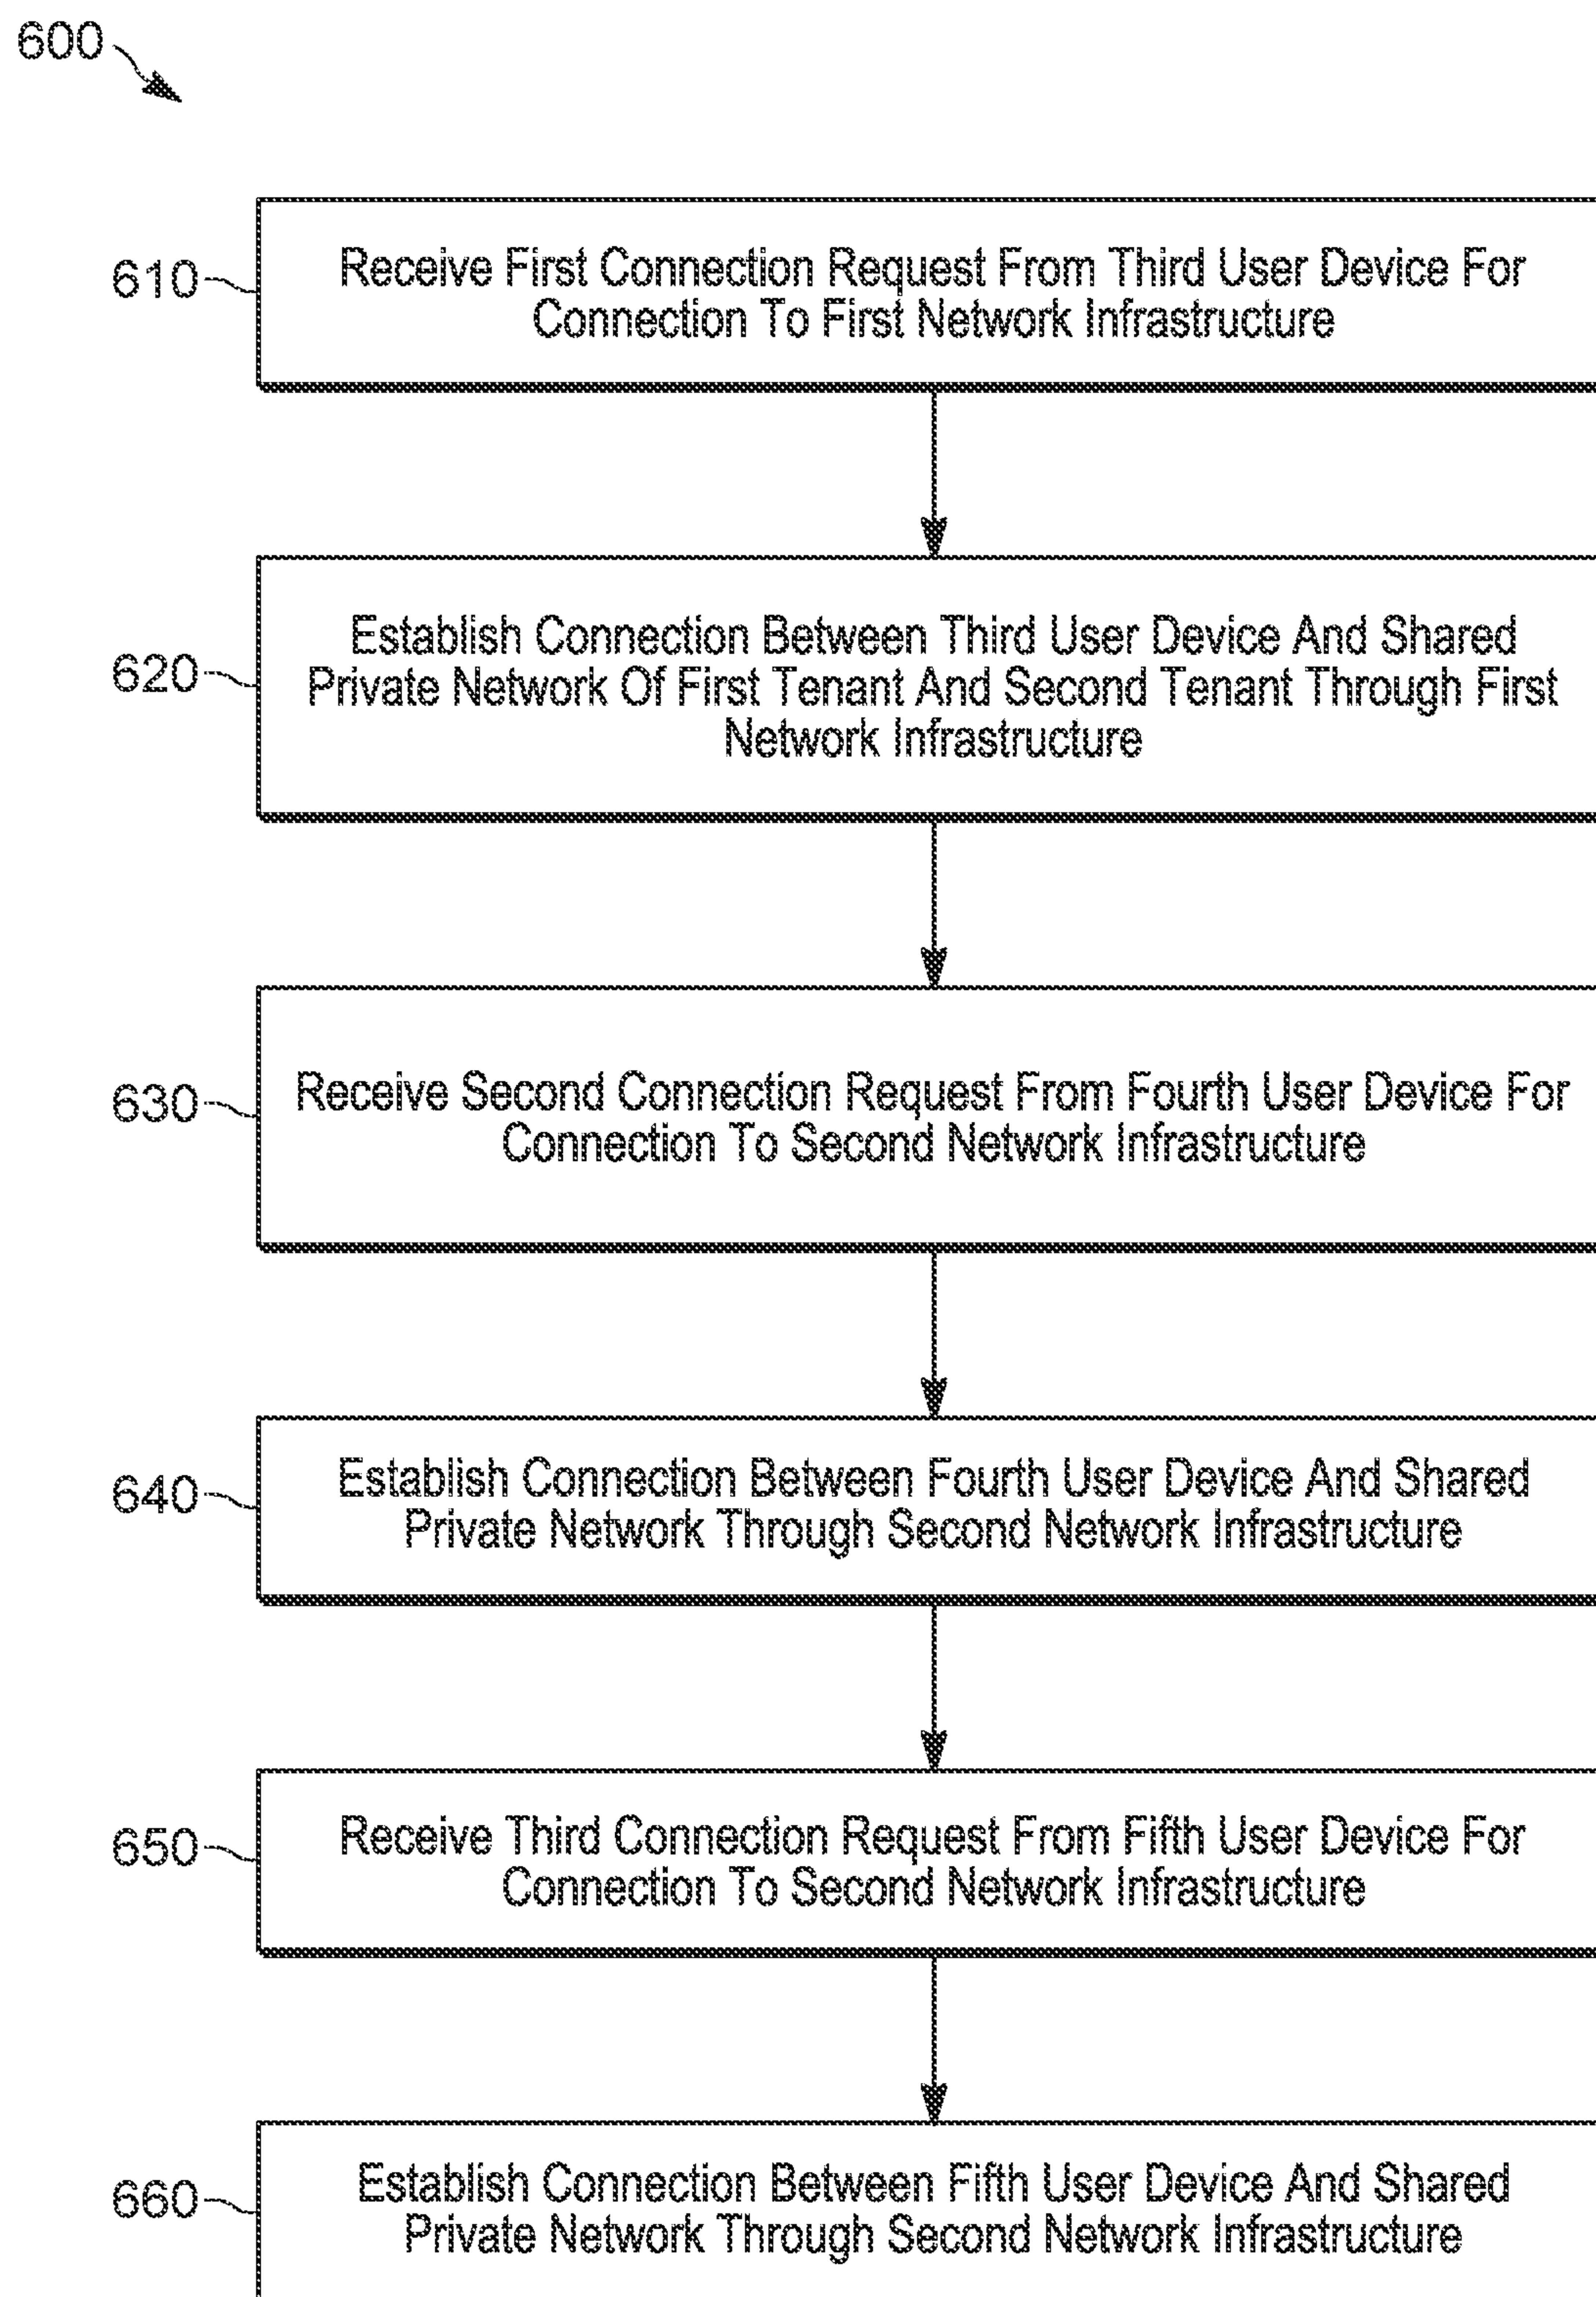 600
610
Receive First Connection Request From Third User Device For
Connection To First Network Infrastructure
620
Establish Connection Between Third User Device And Shared
Private Network Of First Tenant And Second Tenant Through First
Network Infrastructure
630
Receive Second Connection Request From Fourth User Device For
Connection To Second Network Infrastructure
640
Establish Connection Between Fourth User Device And Shared
Private Network Through Second Network Infrastructure
650
Receive Third Connection Request From Fifth User Device For
Connection To Second Network Infrastructure
660
Establish Connection Between Fifth User Device And Shared
Private Network Through Second Network Infrastructure